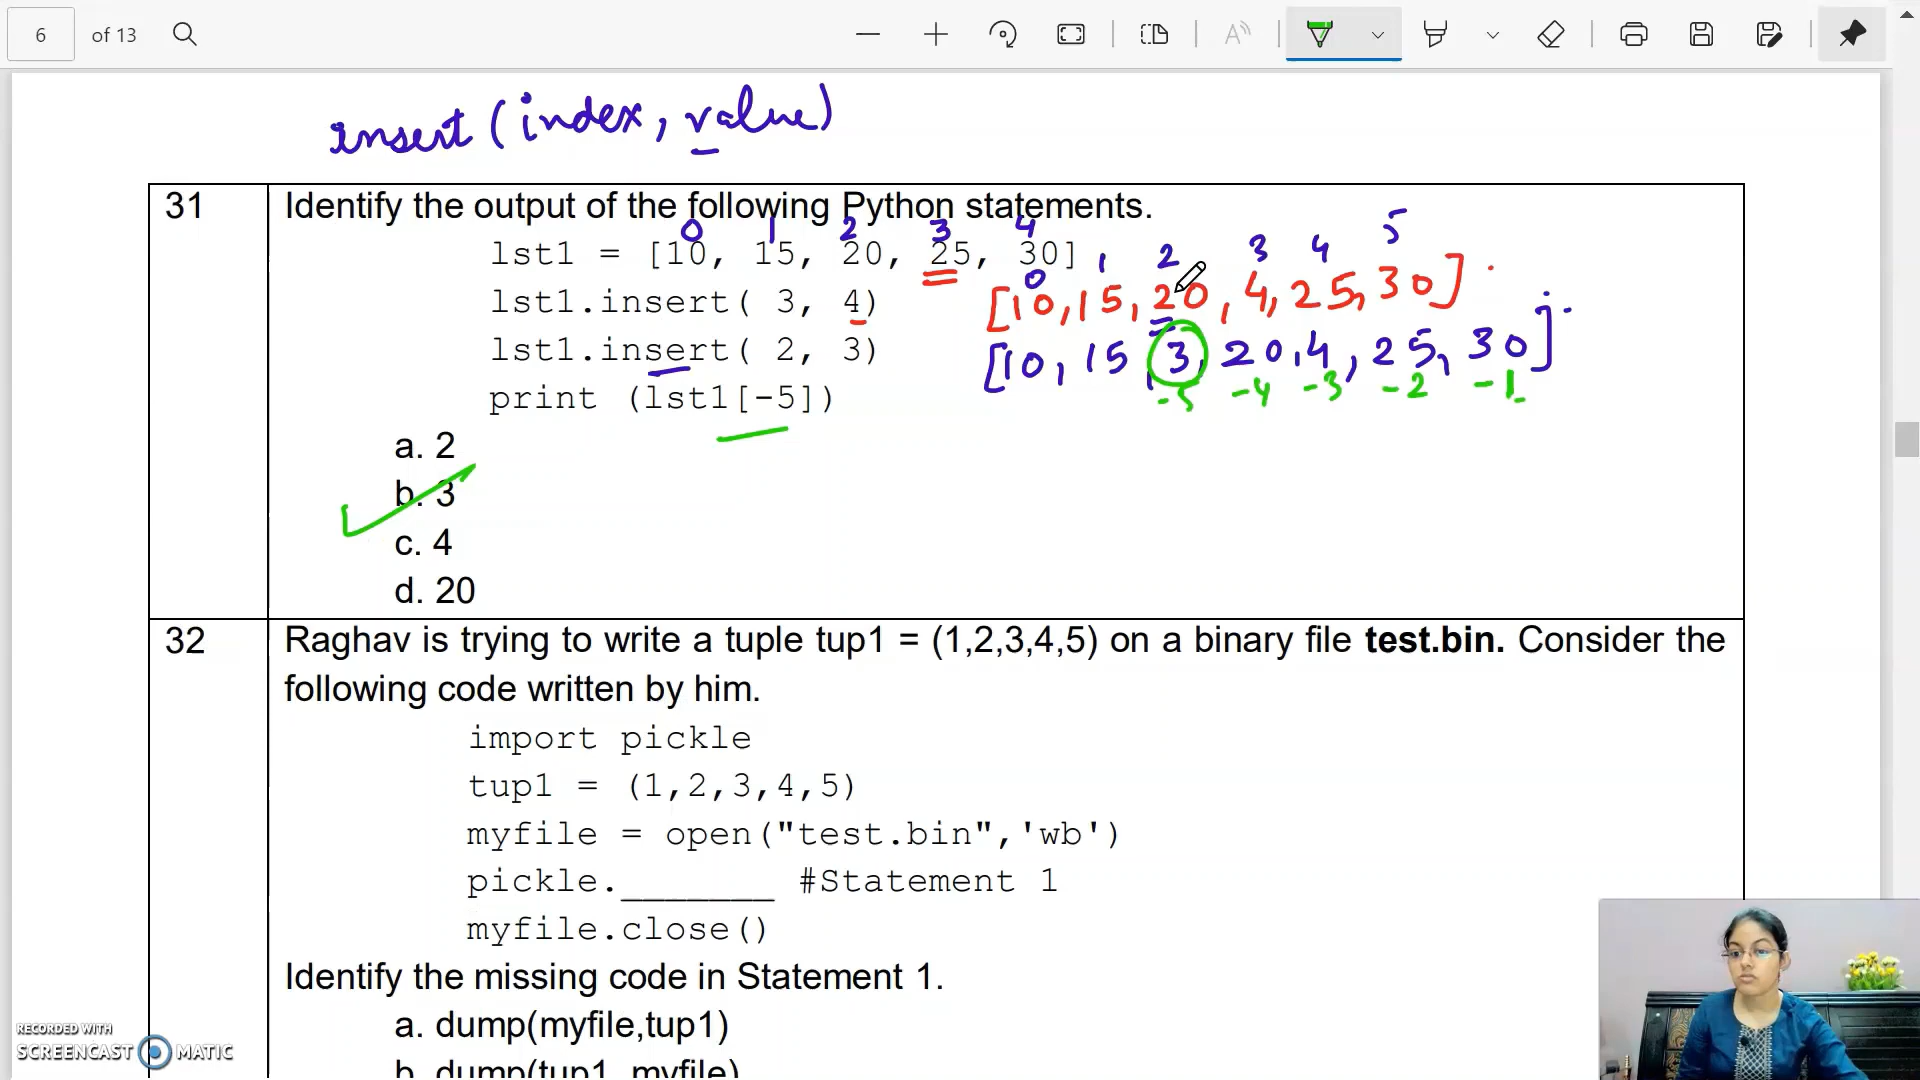 6 of 13
insert(index, value)
31 Identify the output of the following Python statements.
0 1 2 3 4
lst1 = [10, 15, 20, 25, 30]
0 1 2 3 4 5
lst1.insert( 3, 4) [10, 15, 20, 4, 25, 30]
lst1.insert( 2, 3) [10, 15, 3, 20, 4, 25, 30]
print (lst1[-5]) -5 -4 -3 -2 -1
a. 2
b. 3
c. 4
d. 20
32 Raghav is trying to write a tuple tup1 = (1,2,3,4,5) on a binary file test.bin. Consider the
following code written by him.
import pickle
tup1 = (1,2,3,4,5)
myfile = open("test.bin",'wb')
pickle._______ #Statement 1
myfile.close()
Identify the missing code in Statement 1.
a. dump(myfile,tup1)
b. dump(tup1, myfile)
RECORDED WITH
SCREENCAST MATIC